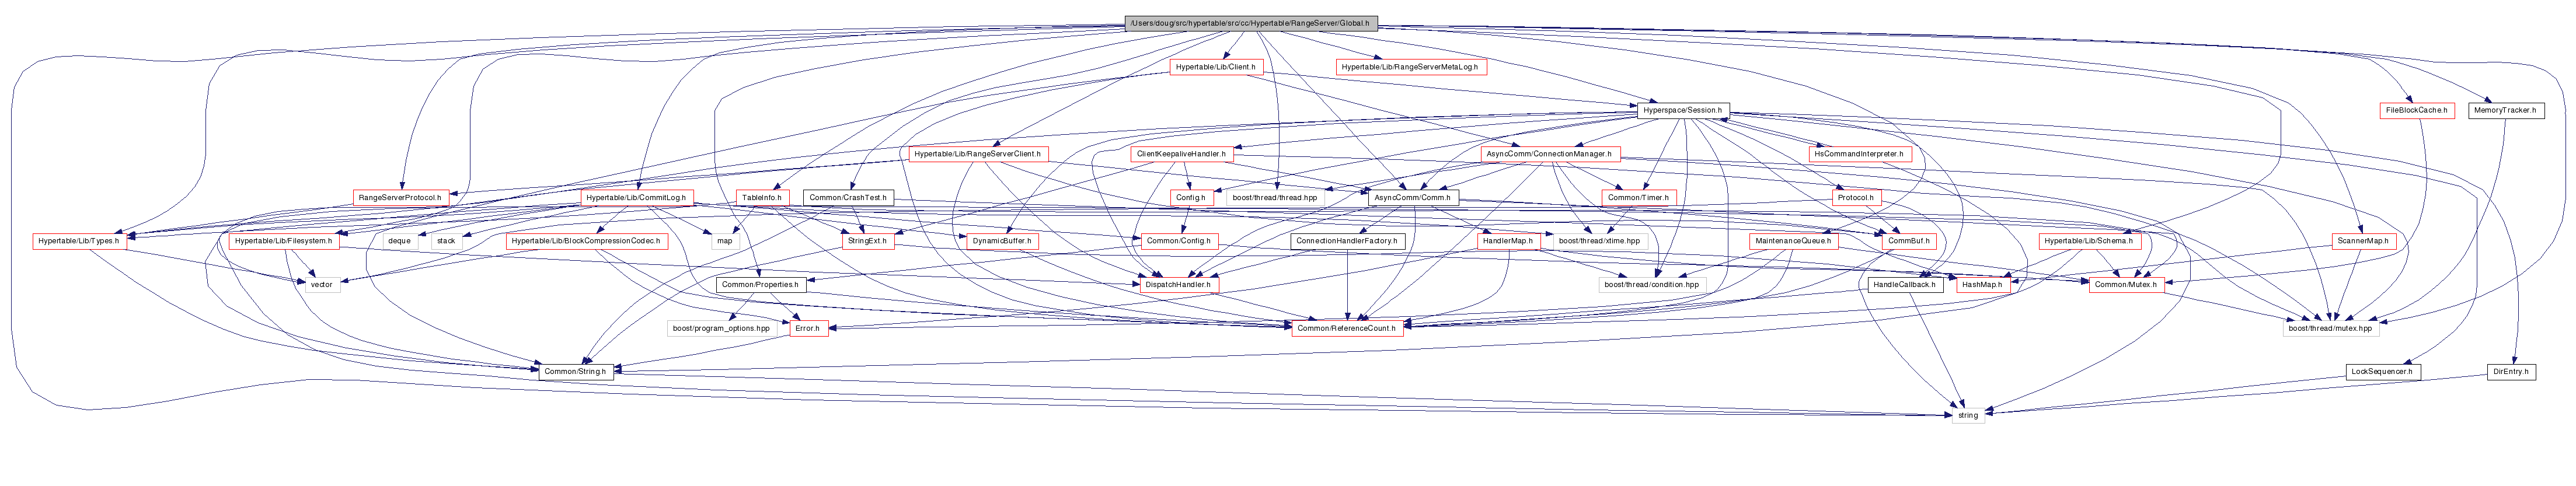 /Users/doug/src/hypertable/src/cc/Hypertable/RangeServer/Global.h
Hypertable/Lib/Client.h
Hypertable/Lib/RangeServerMetaLog.h
Hyperspace/Session.h
FileBlockCache.h
MemoryTracker.h
Hypertable/Lib/RangeServerClient.h
ClientKeepaliveHandler.h
AsyncComm/ConnectionManager.h
HsCommandInterpreter.h
RangeServerProtocol.h
Hypertable/Lib/CommitLog.h
TableInfo.h
Common/CrashTest.h
Config.h
boost/thread/thread.hpp
AsyncComm/Comm.h
Common/Timer.h
Protocol.h
Hypertable/Lib/Types.h
Hypertable/Lib/Filesystem.h
deque
stack
Hypertable/Lib/BlockCompressionCodec.h
map
StringExt.h
DynamicBuffer.h
Common/Config.h
ConnectionHandlerFactory.h
HandlerMap.h
boost/thread/xtime.hpp
MaintenanceQueue.h
CommBuf.h
Hypertable/Lib/Schema.h
ScannerMap.h
vector
Common/Properties.h
DispatchHandler.h
boost/thread/condition.hpp
HandleCallback.h
HashMap.h
Common/Mutex.h
boost/program_options.hpp
Error.h
Common/ReferenceCount.h
boost/thread/mutex.hpp
Common/String.h
LockSequencer.h
DirEntry.h
string